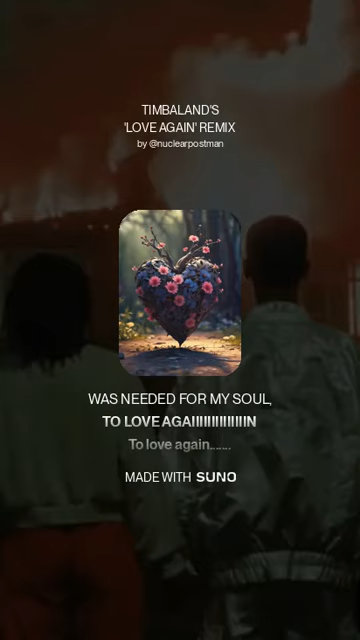 TIMBALAND'S
'LOVE AGAIN' REMIX
by @nuclearpostman
WAS NEEDED FOR MY SOUL,
TO LOVE AGAIIIIIIIIIIIIIN
To love again.......
MADE WITH SUNO